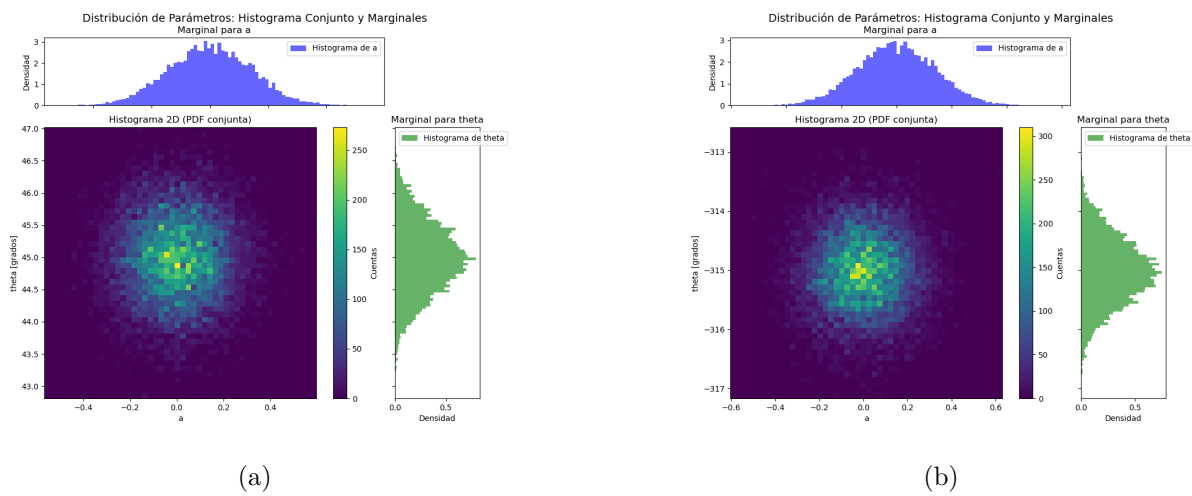 Distribución de Parámetros: Histograma Conjunto y Marginales
Marginal para a
Densidad
3
2
1
0
Histograma de a
Histograma 2D (PDF conjunta)
theta [grados]
47.0
46.5
46.0
45.5
45.0
44.5
44.0
43.5
43.0
−0.4 −0.2 0.0 0.2 0.4
a
250
200
150
100
50
0
Cuentas
Marginal para theta
Histograma de theta
0.0 0.5
Densidad
(a)
Distribución de Parámetros: Histograma Conjunto y Marginales
Marginal para a
Densidad
3
2
1
0
Histograma de a
Histograma 2D (PDF conjunta)
theta [grados]
−313
−314
−315
−316
−317
−0.6 −0.4 −0.2 0.0 0.2 0.4 0.6
a
300
250
200
150
100
50
0
Cuentas
Marginal para theta
Histograma de theta
0.0 0.5
Densidad
(b)